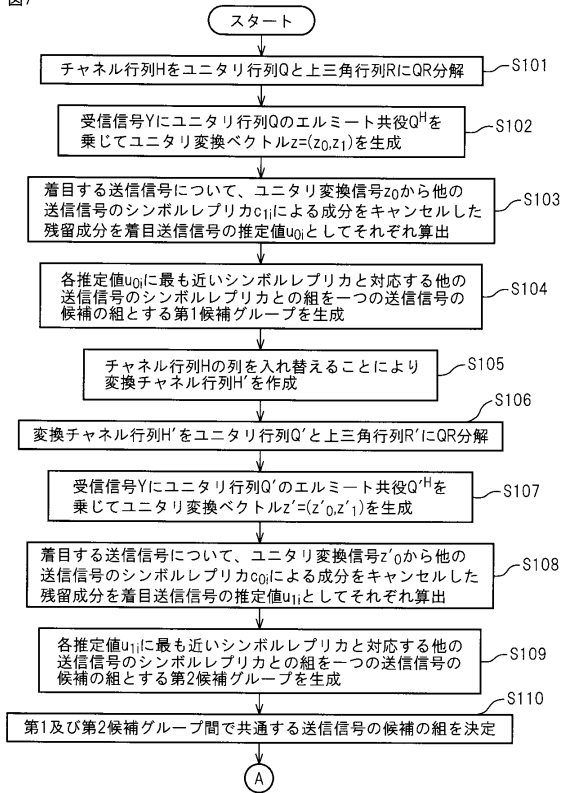 図7
スタート
チャネル行列HをユニタリQ行列Qと上三角行列RにQR分解
S101
受信信号Yにユニタリ行列Qのエルミート共役Q^Hを
乗じてユニタリ変換ベクトルz=(z0,z1)を生成
S102
着目する送信信号について、ユニタリ変換信号z0から他の
送信信号のシンボルレプリカc1iによる成分をキャンセルした
残留成分を着目送信信号の推定値u0iとしてそれぞれ算出
S103
各推定値u0iに最も近いシンボルレプリカと対応する他の
送信信号のシンボルレプリカとの組を一つの送信信号の
候補の組とする第1候補グループを生成
S104
チャネル行列Hの列を入れ替えることにより
変換チャネル行列H'を作成
S105
変換チャネル行列H'をユニタリ行列Q'と上三角行列R'にQR分解
S106
受信信号Yにユニタリ行列Q'のエルミート共役Q'^Hを
乗じてユニタリ変換ベクトルz'=(z'0,z'1)を生成
S107
着目する送信信号について、ユニタリ変換信号z'0から他の
送信信号のシンボルレプリカc0iによる成分をキャンセルした
残留成分を着目送信信号の推定値u1iとしてそれぞれ算出
S108
各推定値u1iに最も近いシンボルレプリカと対応する他の
送信信号のシンボルレプリカとの組を一つの送信信号の
候補の組とする第2候補グループを生成
S109
第1及び第2候補グループ間で共通する送信信号の候補の組を決定
S110
A